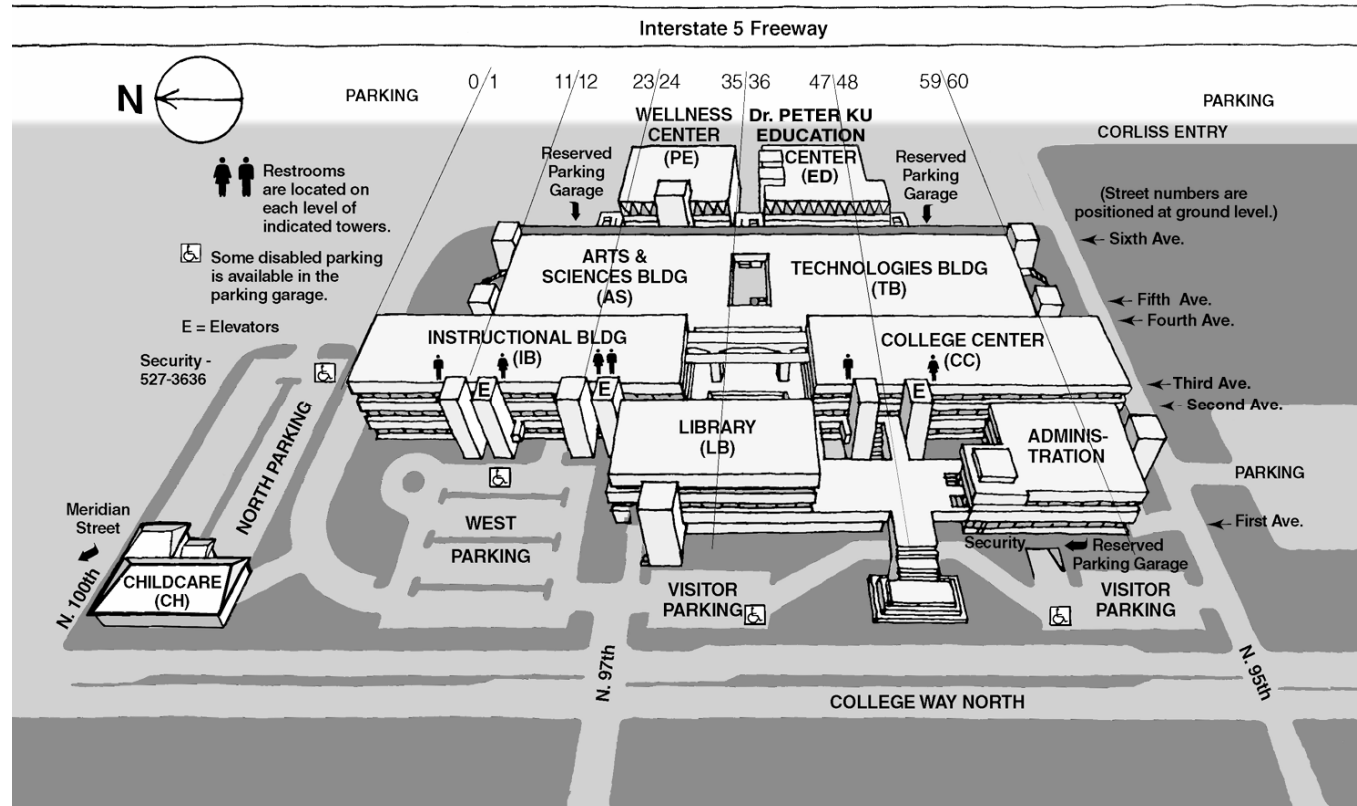 Interstate 5 Freeway
N
PARKING
0/1
11/12
23/24
35/36
47/48
59/60
PARKING
CORLISS ENTRY
WELLNESS
CENTER
(PE)
Dr. PETER KU
EDUCATION
CENTER
(ED)
Reserved
Parking
Garage
Reserved
Parking
Garage
Restrooms
are located on
each level of
indicated towers.
Some disabled parking
is available in the
parking garage.
E = Elevators
Security -
527-3636
(Street numbers are
positioned at ground level.)
Sixth Ave.
Fifth Ave.
Fourth Ave.
Third Ave.
Second Ave.
First Ave.
ARTS &
SCIENCES BLDG
(AS)
TECHNOLOGIES BLDG
(TB)
INSTRUCTIONAL BLDG
(IB)
COLLEGE CENTER
(CC)
E
E
E
LIBRARY
(LB)
ADMINIS-
TRATION
PARKING
NORTH PARKING
Meridian
Street
WEST
PARKING
Security
Reserved
Parking Garage
CHILDCARE
(CH)
N. 100th
VISITOR
PARKING
VISITOR
PARKING
N. 97th
N. 95th
COLLEGE WAY NORTH